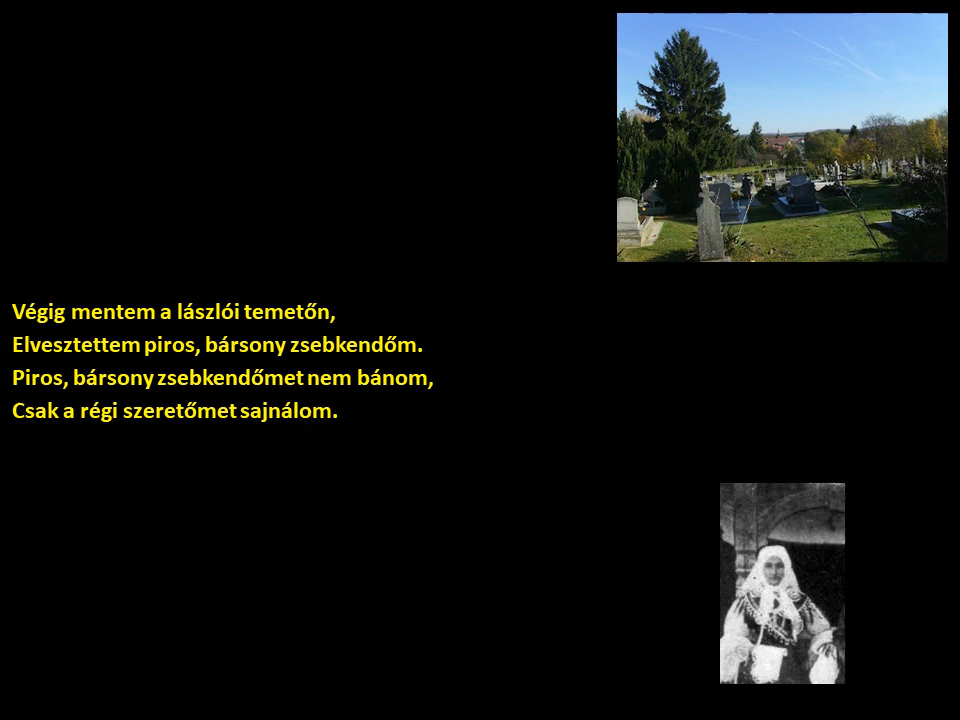 Végig mentem a lászlói temetőn,
Elvesztettem piros, bársony zsebkendőm.
Piros, bársony zsebkendőmet nem bánom,
Csak a régi szeretőmet sajnálom.